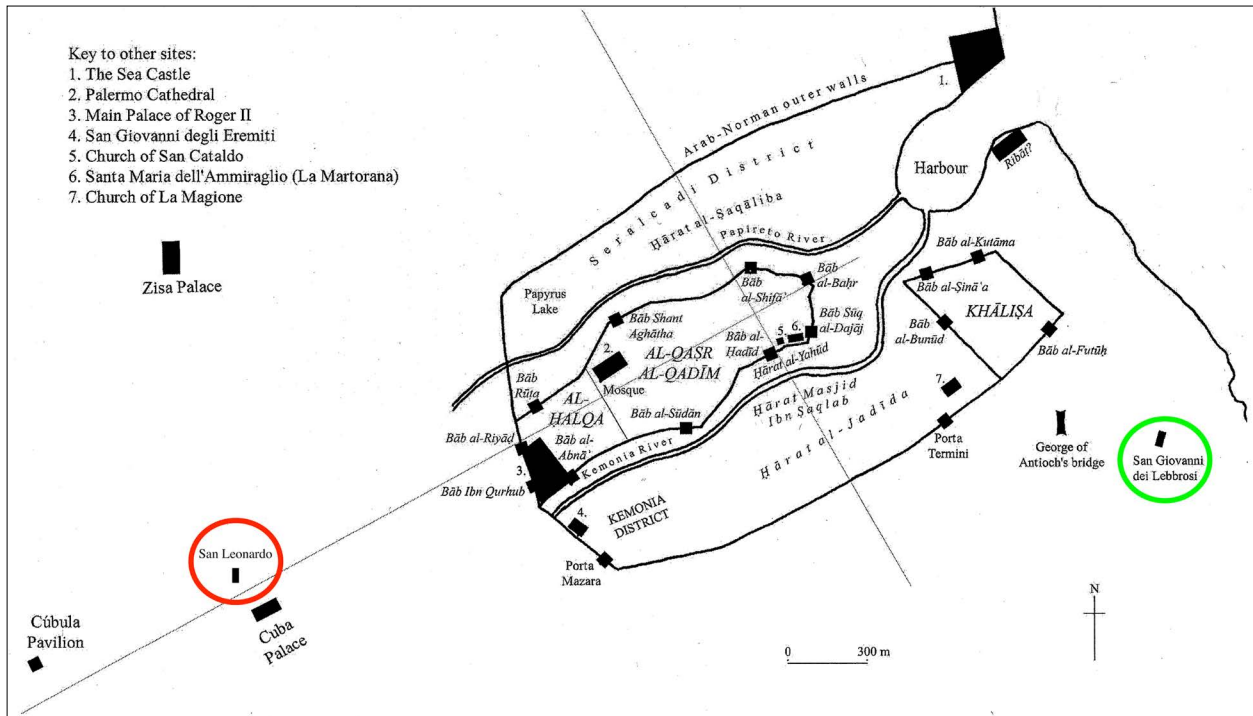 Key to other sites:
1. The Sea Castle
2. Palermo Cathedral
3. Main Palace of Roger II
4. San Giovanni degli Eremiti
5. Church of San Cataldo
6. Santa Maria dell'Ammiraglio (La Martorana)
7. Church of La Magione
Zisa Palace
1.
Arab-Norman outer walls
Seralcadi District
Ḥārat al-Ṣaqāliba
Papireto River
Harbour
Ribāṭ?
Papyrus
Lake
Bāb
al-Shifā'
Bāb
al-Baḥr
Bāb al-Kutāma
Bāb al-Ṣinā'a
KHĀLIṢA
Bāb
al-Bunūd
Bāb al-Futūḥ
Bāb Shant
Aghātha
2.
Mosque
AL-QAṢR
AL-QADĪM
Bāb al-
Ḥadīd
5.
6.
Bāb Sūq
al-Dajāj
Ḥārat al-Yahūd
Ḥārat Masjid
Ibn Ṣaqlab
Ḥārat al-Jadīda
7.
Bāb
Rūṭa
AL-
HALQA
Bāb al-Sūdān
Bāb al-Riyāḍ
Bāb al-
Abnā'
Kemonia River
3.
Bāb Ibn Qurhub
4.
KEMONIA
DISTRICT
Porta
Mazara
Porta
Termini
George of
Antioch's bridge
San Giovanni
dei Lebbrosi
San Leonardo
Cuba
Palace
Cúbula
Pavilion
N
0
300 m